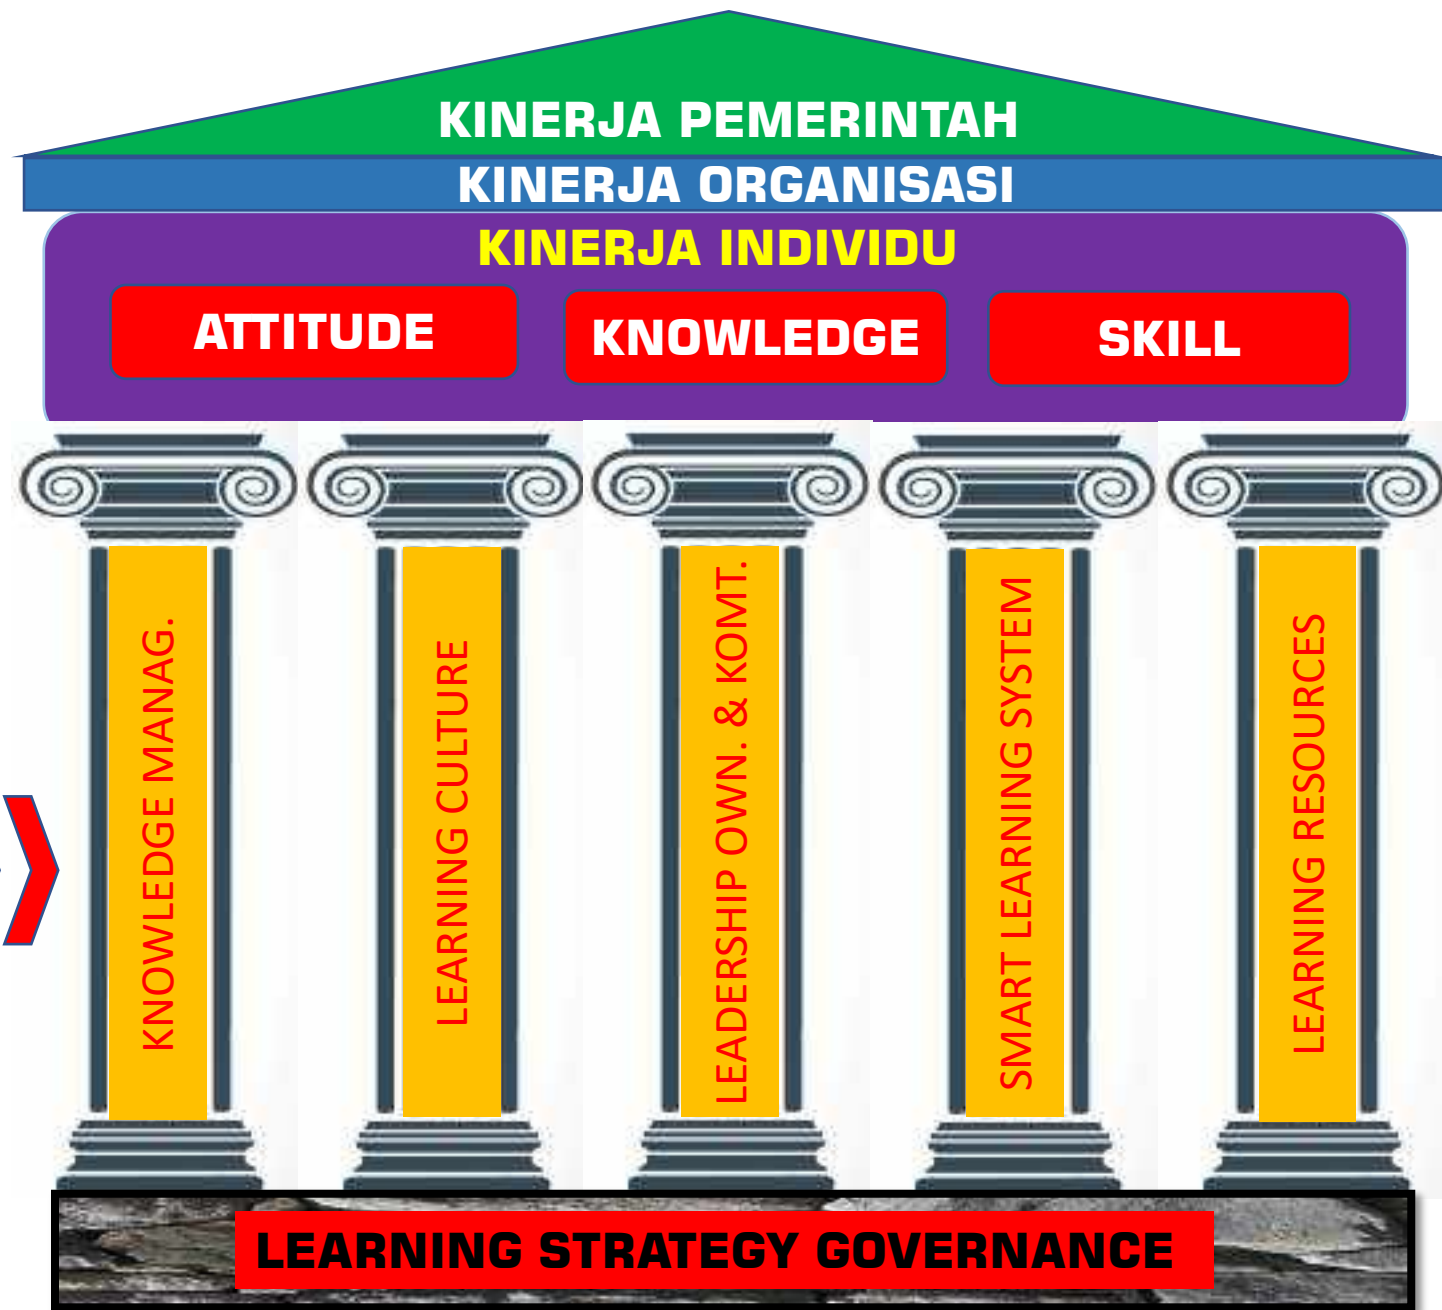 KINERJA PEMERINTAH
KINERJA ORGANISASI
KINERJA INDIVIDU
ATTITUDE
KNOWLEDGE
SKILL
KNOWLEDGE MANAG.
LEARNING CULTURE
LEADERSHIP OWN. & KOMT.
SMART LEARNING SYSTEM
LEARNING RESOURCES
LEARNING STRATEGY GOVERNANCE